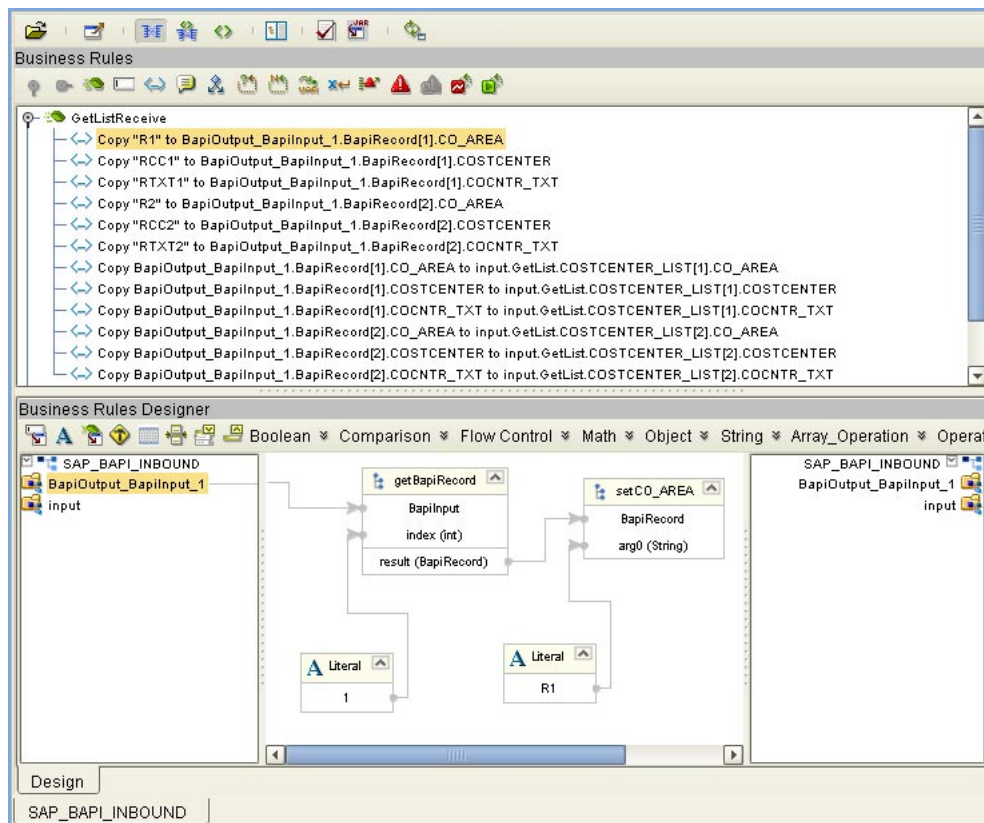 Business Rules
GetListReceive
Copy "R1" to BapiOutput_BapiInput_1.BapiRecord[1].CO_AREA
Copy "RCC1" to BapiOutput_BapiInput_1.BapiRecord[1].COSTCENTER
Copy "RTXT1" to BapiOutput_BapiInput_1.BapiRecord[1].COCNTR_TXT
Copy "R2" to BapiOutput_BapiInput_1.BapiRecord[2].CO_AREA
Copy "RCC2" to BapiOutput_BapiInput_1.BapiRecord[2].COSTCENTER
Copy "RTXT2" to BapiOutput_BapiInput_1.BapiRecord[2].COCNTR_TXT
Copy BapiOutput_BapiInput_1.BapiRecord[1].CO_AREA to input.GetList.COSTCENTER_LIST[1].CO_AREA
Copy BapiOutput_BapiInput_1.BapiRecord[1].COSTCENTER to input.GetList.COSTCENTER_LIST[1].COSTCENTER
Copy BapiOutput_BapiInput_1.BapiRecord[1].COCNTR_TXT to input.GetList.COSTCENTER_LIST[1].COCNTR_TXT
Copy BapiOutput_BapiInput_1.BapiRecord[2].CO_AREA to input.GetList.COSTCENTER_LIST[2].CO_AREA
Copy BapiOutput_BapiInput_1.BapiRecord[2].COSTCENTER to input.GetList.COSTCENTER_LIST[2].COSTCENTER
Copy BapiOutput_BapiInput_1.BapiRecord[2].COCNTR_TXT to input.GetList.COSTCENTER_LIST[2].COCNTR_TXT
Business Rules Designer
Boolean Comparison Flow Control Math Object String Array_Operation Operat
SAP_BAPI_INBOUND
BapiOutput_BapiInput_1
input
getBapiRecord
BapiInput
index (int)
result (BapiRecord)
setCO_AREA
BapiRecord
arg0 (String)
A Literal
1
A Literal
R1
SAP_BAPI_INBOUND
BapiOutput_BapiInput_1
input
Design
SAP_BAPI_INBOUND